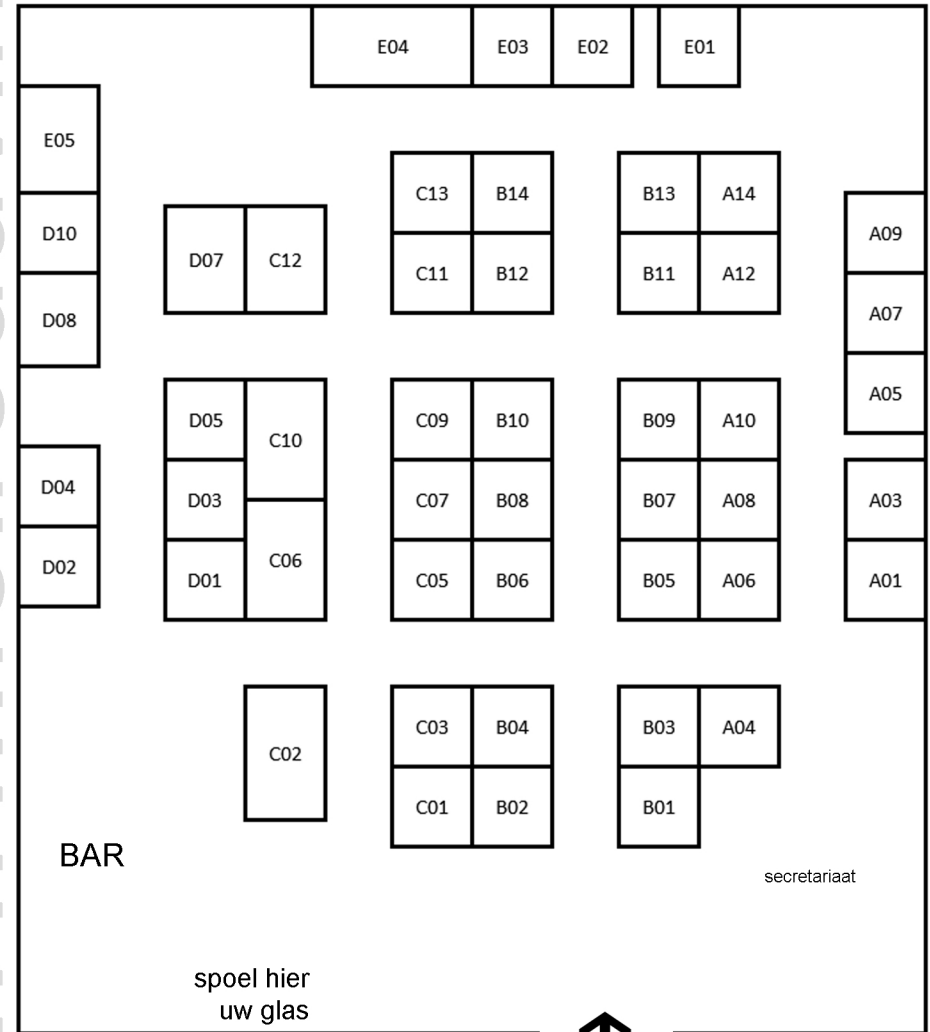 E04 E03 E02 E01
E05
C13 B14 B13 A14
D10 A09
D07 C12
C11 B12 B11 A12
D08 A07
A05
D05 C09 B10 B09 A10
C10
D04
D03 C07 B08 B07 A08 A03
D02
C06
D01 C05 B06 B05 A06 A01
C03 B04 B03 A04
C02
C01 B02 B01
BAR
secretariaat
spoel hier
uw glas